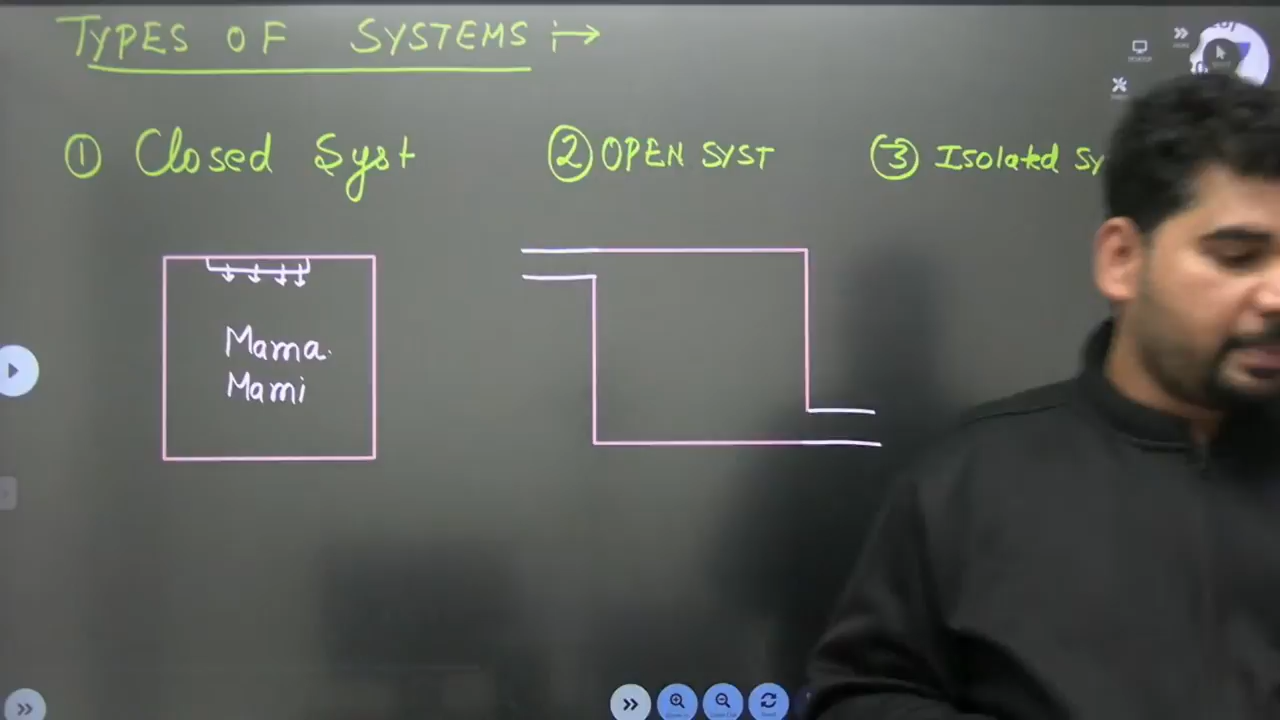 TYPES OF SYSTEMS
① Closed Syst
② OPEN SYST
③ Isolated Sy
Mama.
Mami